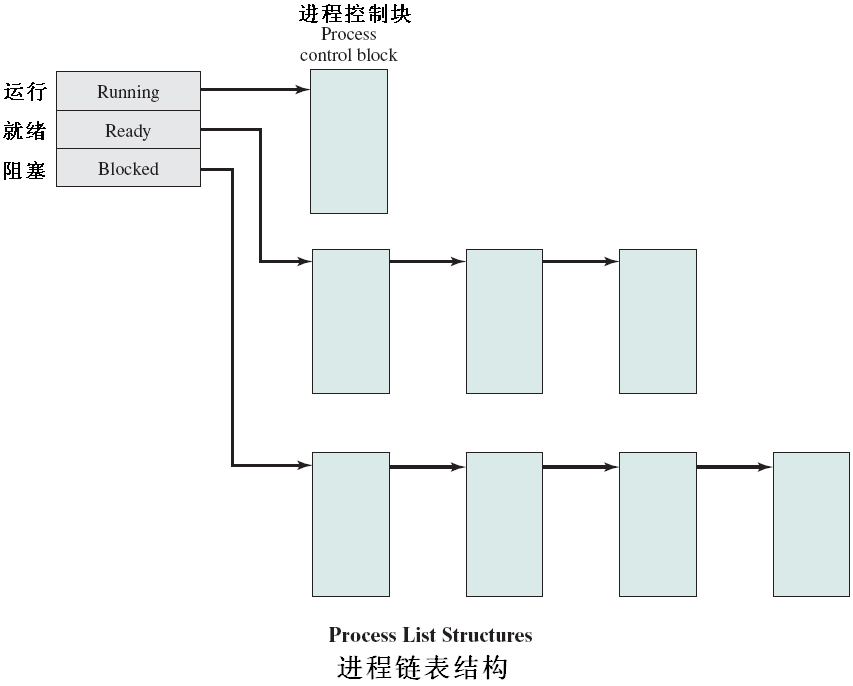 进程控制块
Process
control block
运行 Running
就绪 Ready
阻塞 Blocked
Process List Structures
进程链表结构